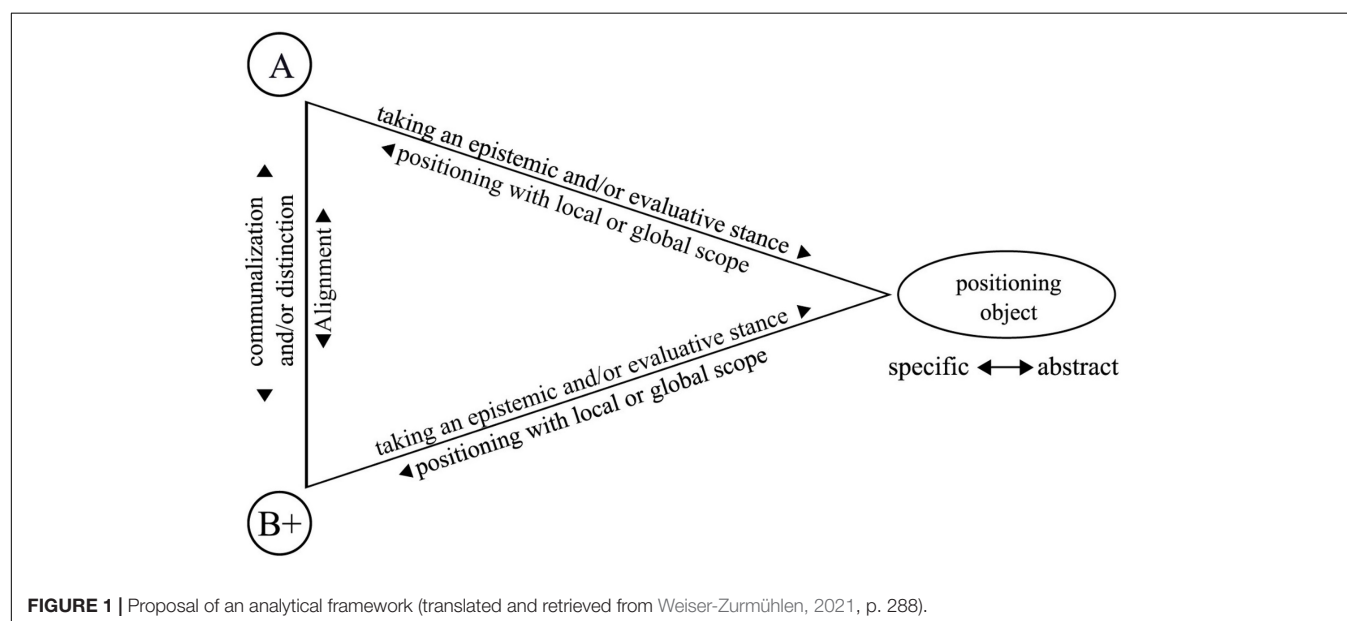 A
taking an epistemic and/or evaluative stance
positioning with local or global scope
communalization
and/or distinction
Alignment
positioning
object
specific
abstract
taking an epistemic and/or evaluative stance
positioning with local or global scope
B+
FIGURE 1 | Proposal of an analytical framework (translated and retrieved from Weiser-Zurmühlen, 2021, p. 288).